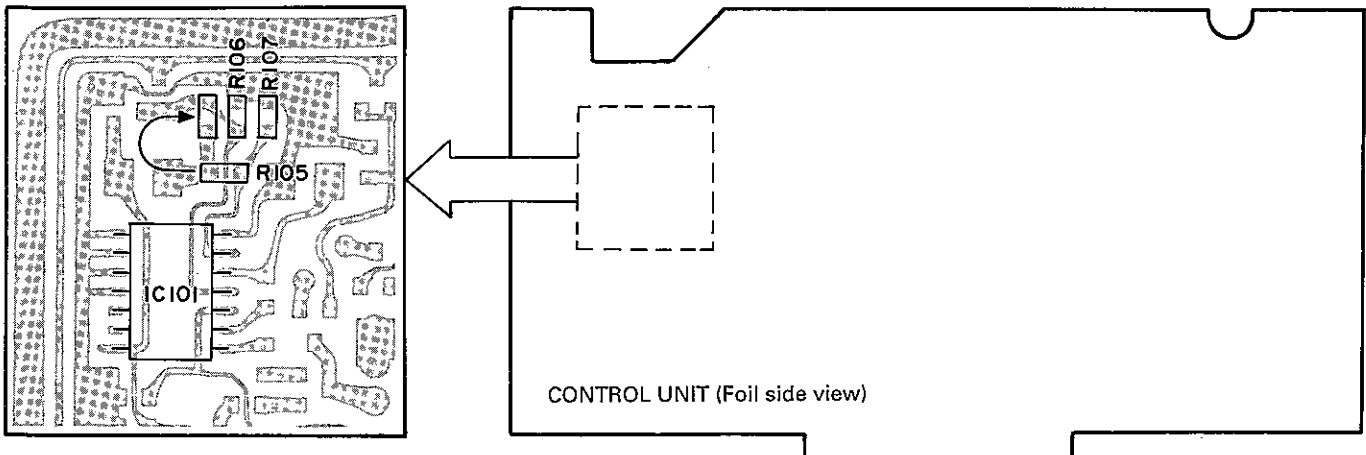 R106
R107
R105
IC101
CONTROL UNIT (Foil side view)